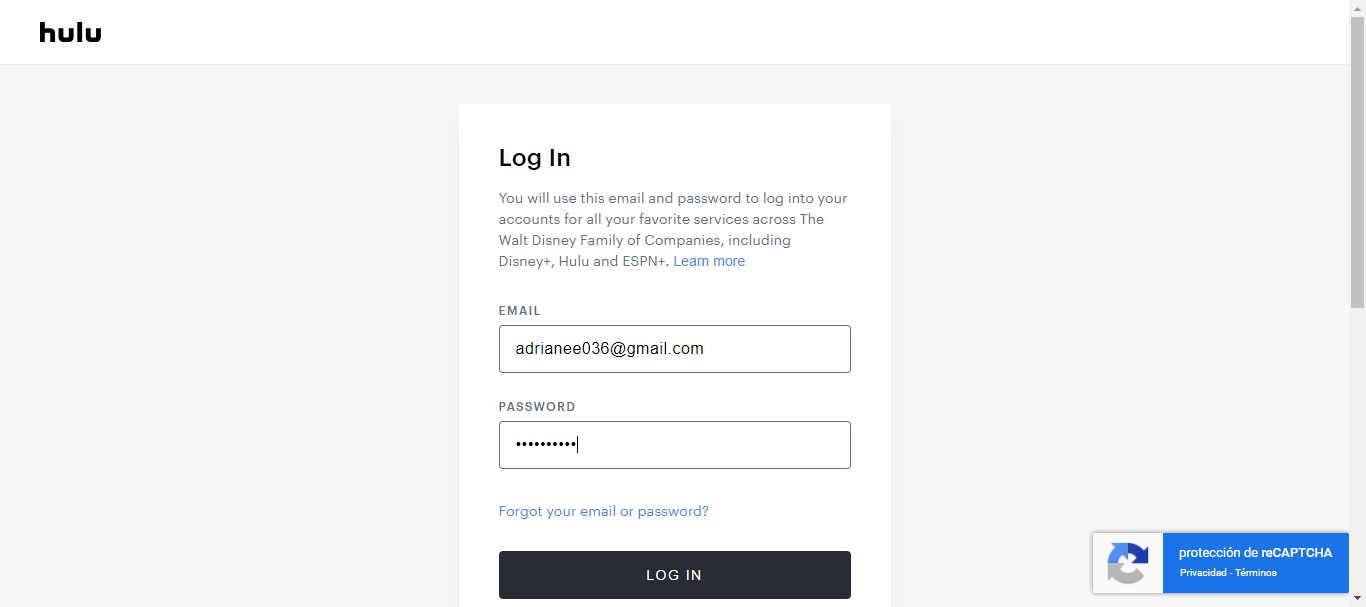 hulu
Log In
You will use this email and password to log into your
accounts for all your favorite services across The
Walt Disney Family of Companies, including
Disney+, Hulu and ESPN+. Learn more
EMAIL
adrianee036@gmail.com
PASSWORD
••••••••••
Forgot your email or password?
LOG IN
protección de reCAPTCHA
Privacidad - Términos